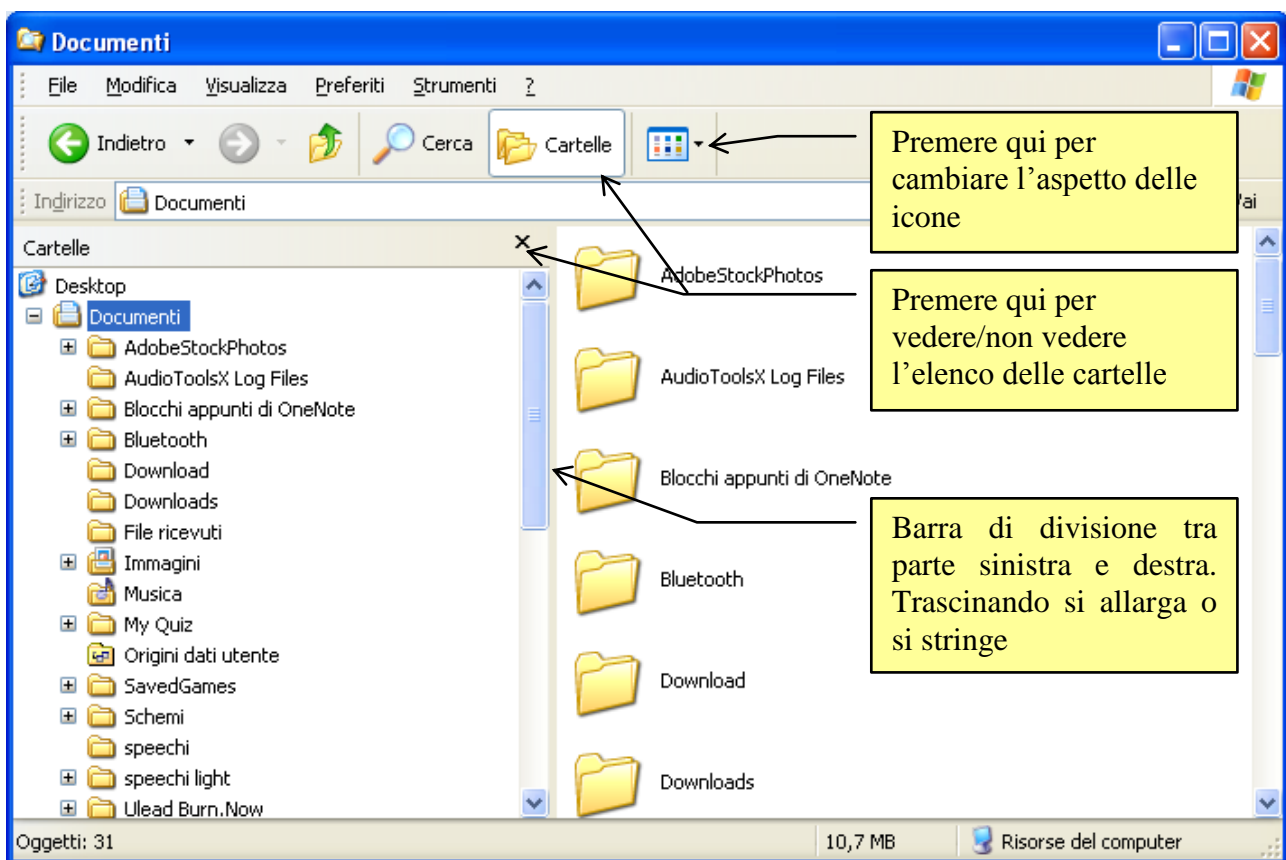 Documenti
File Modifica Visualizza Preferiti Strumenti ?
Indietro Cerca Cartelle
Indirizzo Documenti
Cartelle
Desktop
Documenti
AdobeStockPhotos
AudioToolsX Log Files
Blocchi appunti di OneNote
Bluetooth
Download
Downloads
File ricevuti
Immagini
Musica
My Quiz
Origini dati utente
SavedGames
Schemi
speechi
speechi light
Ulead Burn.Now
AdobeStockPhotos
AudioToolsX Log Files
Blocchi appunti di OneNote
Bluetooth
Download
Downloads
Premere qui per
cambiare l’aspetto delle
icone
Premere qui per
vedere/non vedere
l’elenco delle cartelle
Barra di divisione tra
parte sinistra e destra.
Trascinando si allarga o
si stringe
Oggetti: 31
10,7 MB
Risorse del computer